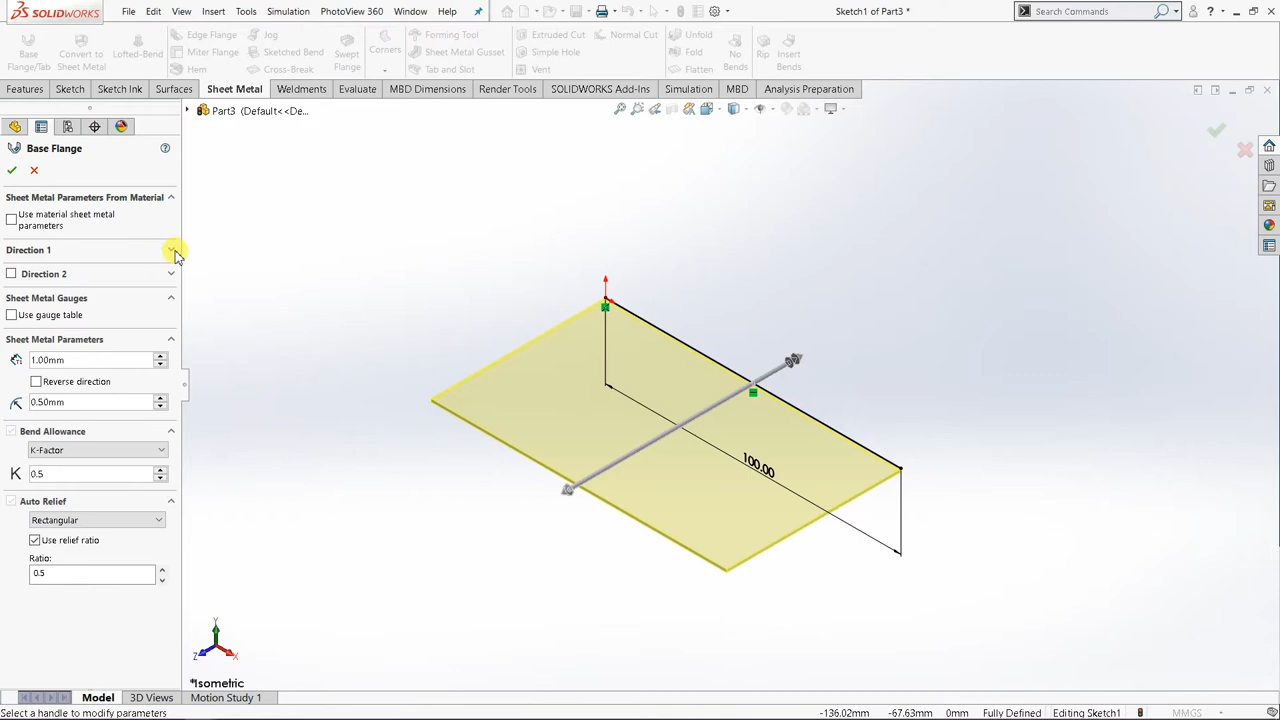 SOLIDWORKS
File Edit View Insert Tools Simulation PhotoView 360 Window Help
Sketch1 of Part3 *
Search Commands
Base Flange/Tab
Convert to Sheet Metal
Lofted-Bend
Edge Flange
Miter Flange
Hem
Jog
Sketched Bend
Cross-Break
Swept Flange
Corners
Forming Tool
Sheet Metal Gusset
Tab and Slot
Extruded Cut
Simple Hole
Vent
Normal Cut
Unfold
Fold
Flatten
No Bends
Rip
Insert Bends
Features Sketch Sketch Ink Surfaces Sheet Metal Weldments Evaluate MBD Dimensions Render Tools SOLIDWORKS Add-Ins Simulation MBD Analysis Preparation
Part3 (Default<<De...
Base Flange
Sheet Metal Parameters From Material
Use material sheet metal
parameters
Direction 1
Direction 2
Sheet Metal Gauges
Use gauge table
Sheet Metal Parameters
1.00mm
Reverse direction
0.50mm
Bend Allowance
K-Factor
K 0.5
Auto Relief
Rectangular
Use relief ratio
Ratio:
0.5
100.00
Y
Z X
*Isometric
Model 3D Views Motion Study 1
Select a handle to modify parameters
-136.02mm -67.63mm 0mm Fully Defined Editing Sketch1 MMGS